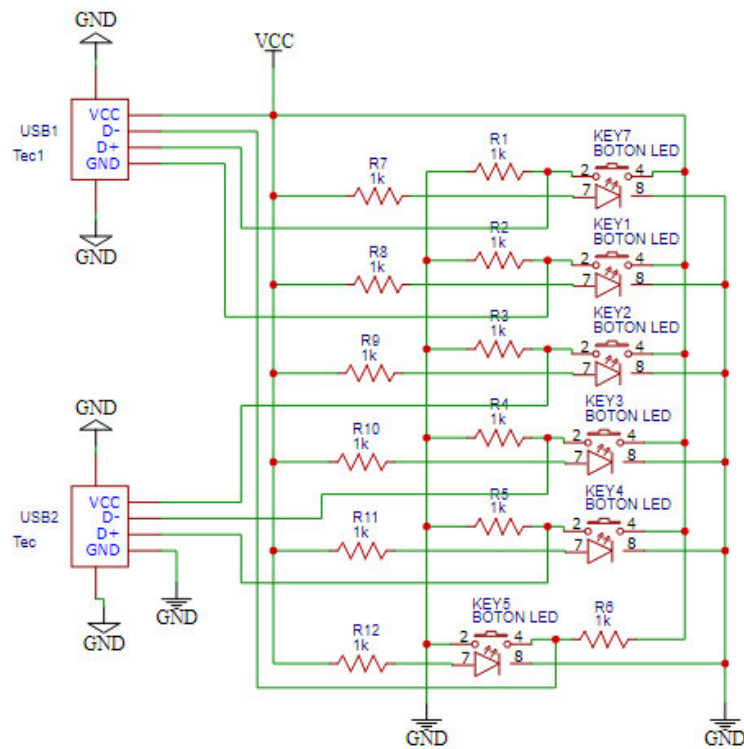 GND
VCC
USB1
Tec1
VCC
D-
D+
GND
GND
R1
1k
KEY7
BOTON LED
2 4
R7
1k
7 8
R2
1k
KEY1
BOTON LED
2 4
R8
1k
7 8
R3
1k
KEY2
BOTON LED
2 4
R9
1k
7 8
GND
R4
1k
KEY3
BOTON LED
2 4
R10
1k
7 8
USB2
Tec
VCC
D-
D+
GND
R5
1k
KEY4
BOTON LED
2 4
R11
1k
7 8
GND
GND
KEY5
BOTON LED
2 4
R6
1k
R12
1k
7 8
GND
GND